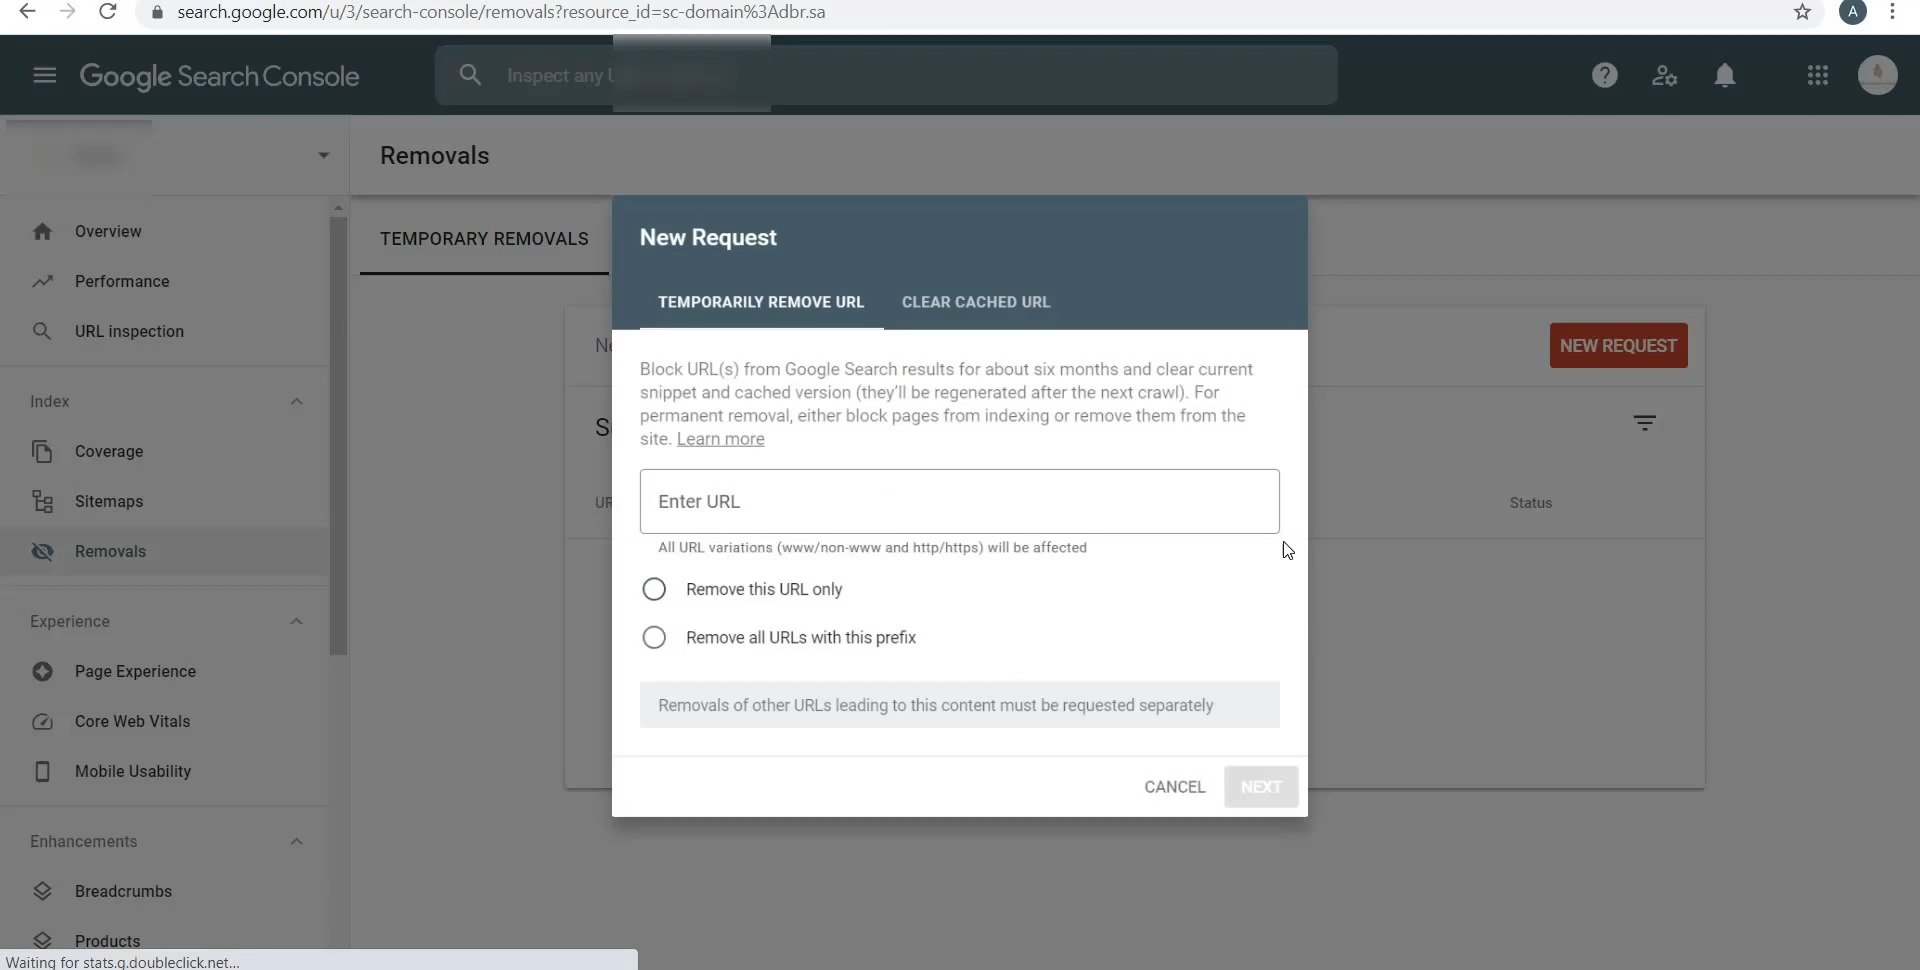 search.google.com/u/3/search-console/removals?resource_id=sc-domain%3Adbr.sa
A
Google Search Console
Inspect any
Removals
Overview
Performance
URL inspection
Index
Coverage
Sitemaps
Removals
Experience
Page Experience
Core Web Vitals
Mobile Usability
Enhancements
Breadcrumbs
Products
TEMPORARY REMOVALS
NEW REQUEST
Status
New Request
TEMPORARILY REMOVE URL
CLEAR CACHED URL
Block URL(s) from Google Search results for about six months and clear current
snippet and cached version (they'll be regenerated after the next crawl). For
permanent removal, either block pages from indexing or remove them from the
site. Learn more
Enter URL
All URL variations (www/non-www and http/https) will be affected
Remove this URL only
Remove all URLs with this prefix
Removals of other URLs leading to this content must be requested separately
CANCEL
NEXT
Waiting for stats.g.doubleclick.net...